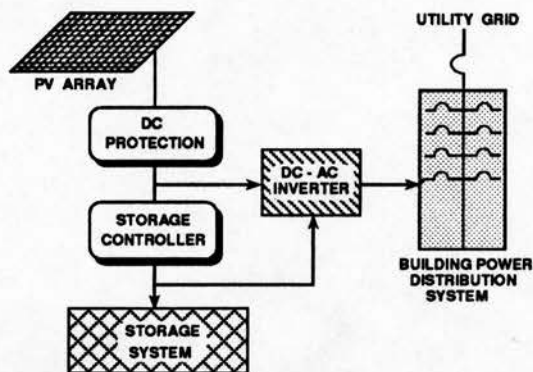 UTILITY GRID
PV ARRAY
DC
PROTECTION
DC - AC
INVERTER
STORAGE
CONTROLLER
BUILDING POWER
DISTRIBUTION
SYSTEM
STORAGE
SYSTEM